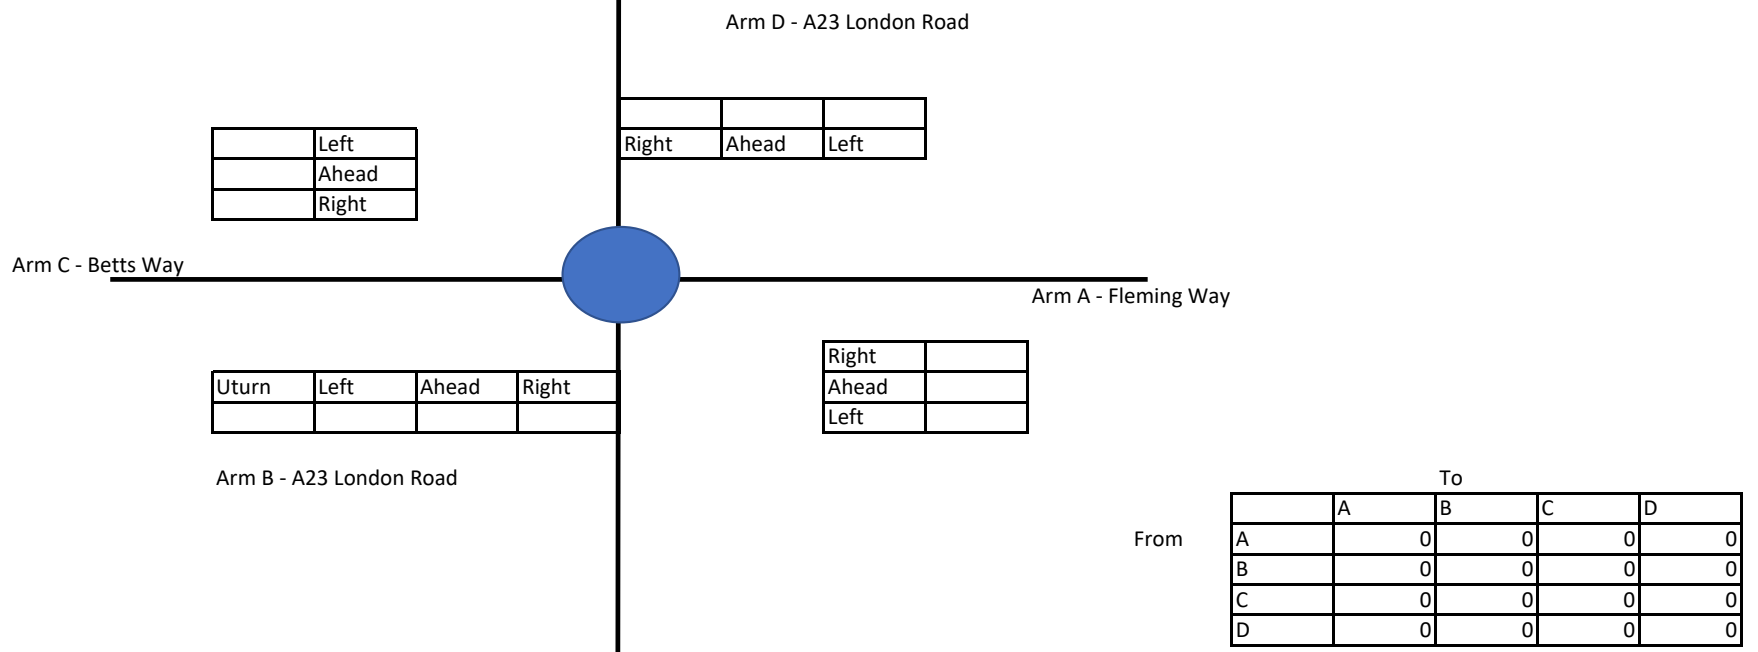 Arm D - A23 London Road
Right Ahead Left
Left
Ahead
Right
Arm C - Betts Way
Arm A - Fleming Way
Right
Ahead
Left
Uturn Left Ahead Right
Arm B - A23 London Road
To
A B C D
From A 0 0 0 0
B 0 0 0 0
C 0 0 0 0
D 0 0 0 0